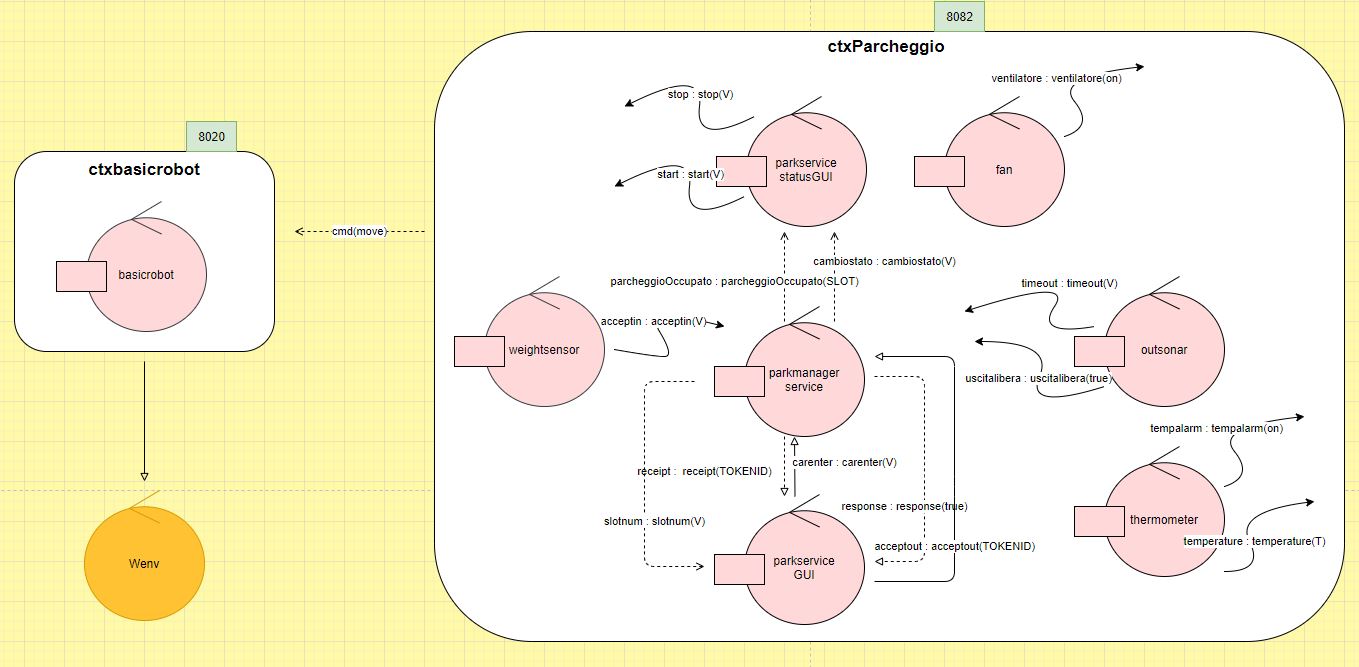 8082
ctxParcheggio
ventilatore : ventilatore(on)
stop : stop(V)
8020
ctxbasicrobot
parkservice
statusGUI
fan
start : start(V)
cmd(move)
basicrobot
cambiostato : cambiostato(V)
parcheggioOccupato : parcheggioOccupato(SLOT)
timeout : timeout(V)
acceptin : acceptin(V)
weightsensor
outsonar
parkmanager
service
uscitalibera : uscitalibera(true)
tempalarm : tempalarm(on)
carenter : carenter(V)
receipt : receipt(TOKENID)
response : response(true)
slotnum : slotnum(V)
thermometer
temperature : temperature(T)
acceptout : acceptout(TOKENID)
parkservice
GUI
Wenv